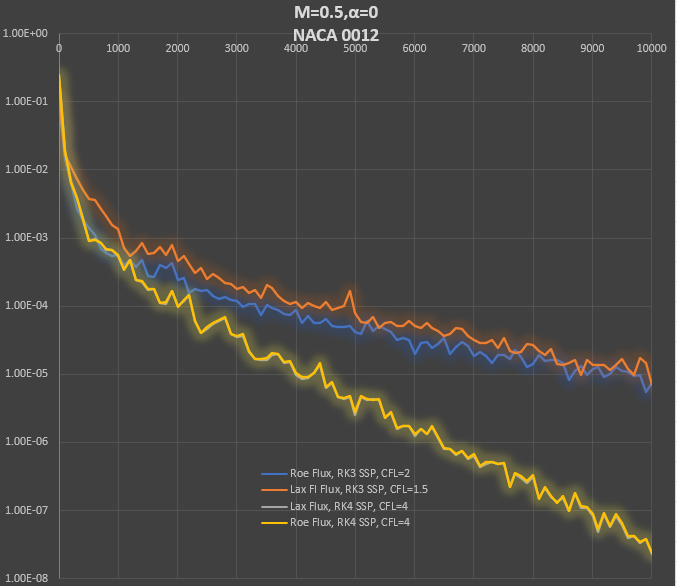 M=0.5,α=0
NACA 0012
1.00E+00
0 1000 2000 3000 4000 5000 6000 7000 8000 9000 10000
1.00E-01
1.00E-02
1.00E-03
1.00E-04
1.00E-05
1.00E-06
Roe Flux, RK3 SSP, CFL=2
Lax Fl Flux, RK3 SSP, CFL=1.5
Lax Flux, RK4 SSP, CFL=4
1.00E-07
Roe Flux, RK4 SSP, CFL=4
1.00E-08